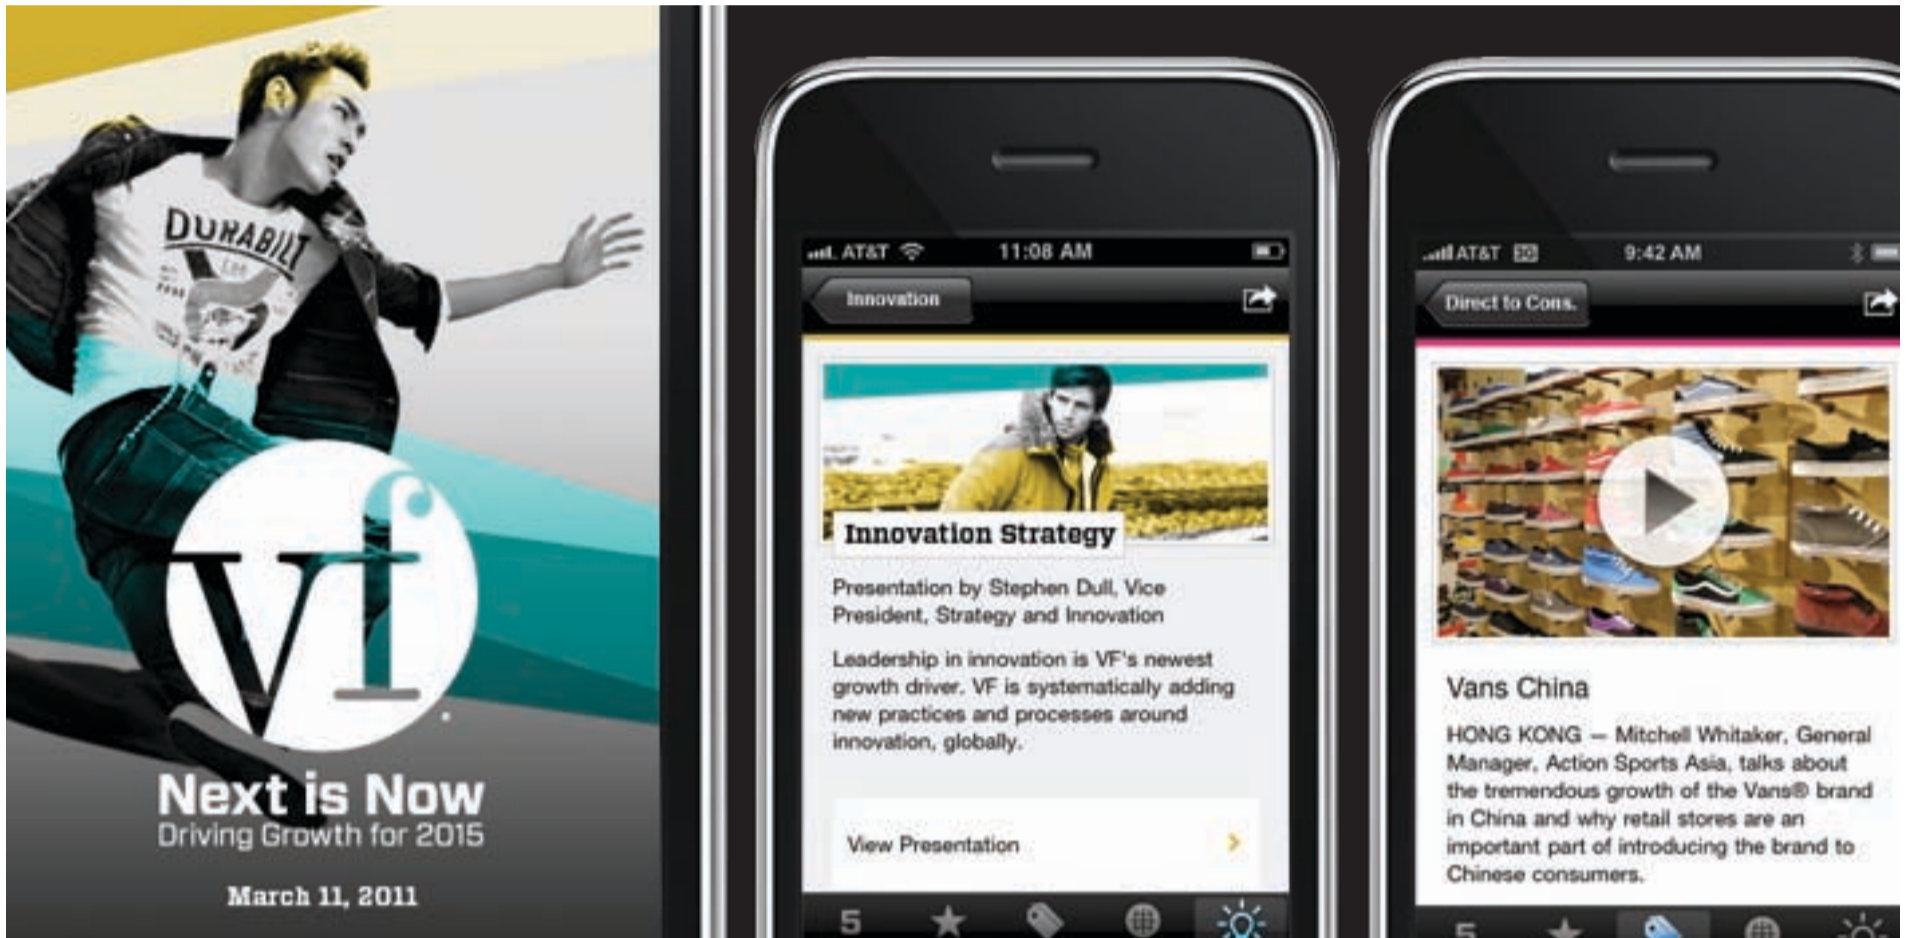 DURABILT
Lee
vf
Next is Now
Driving Growth for 2015
March 11, 2011
AT&T
11:08 AM
Innovation
Innovation Strategy
Presentation by Stephen Dull, Vice
President, Strategy and Innovation
Leadership in innovation is VF's newest
growth driver. VF is systematically adding
new practices and processes around
innovation, globally.
View Presentation
5
AT&T 3G
9:42 AM
Direct to Cons.
Vans China
HONG KONG — Mitchell Whitaker, General
Manager, Action Sports Asia, talks about
the tremendous growth of the Vans® brand
in China and why retail stores are an
important part of introducing the brand to
Chinese consumers.
5